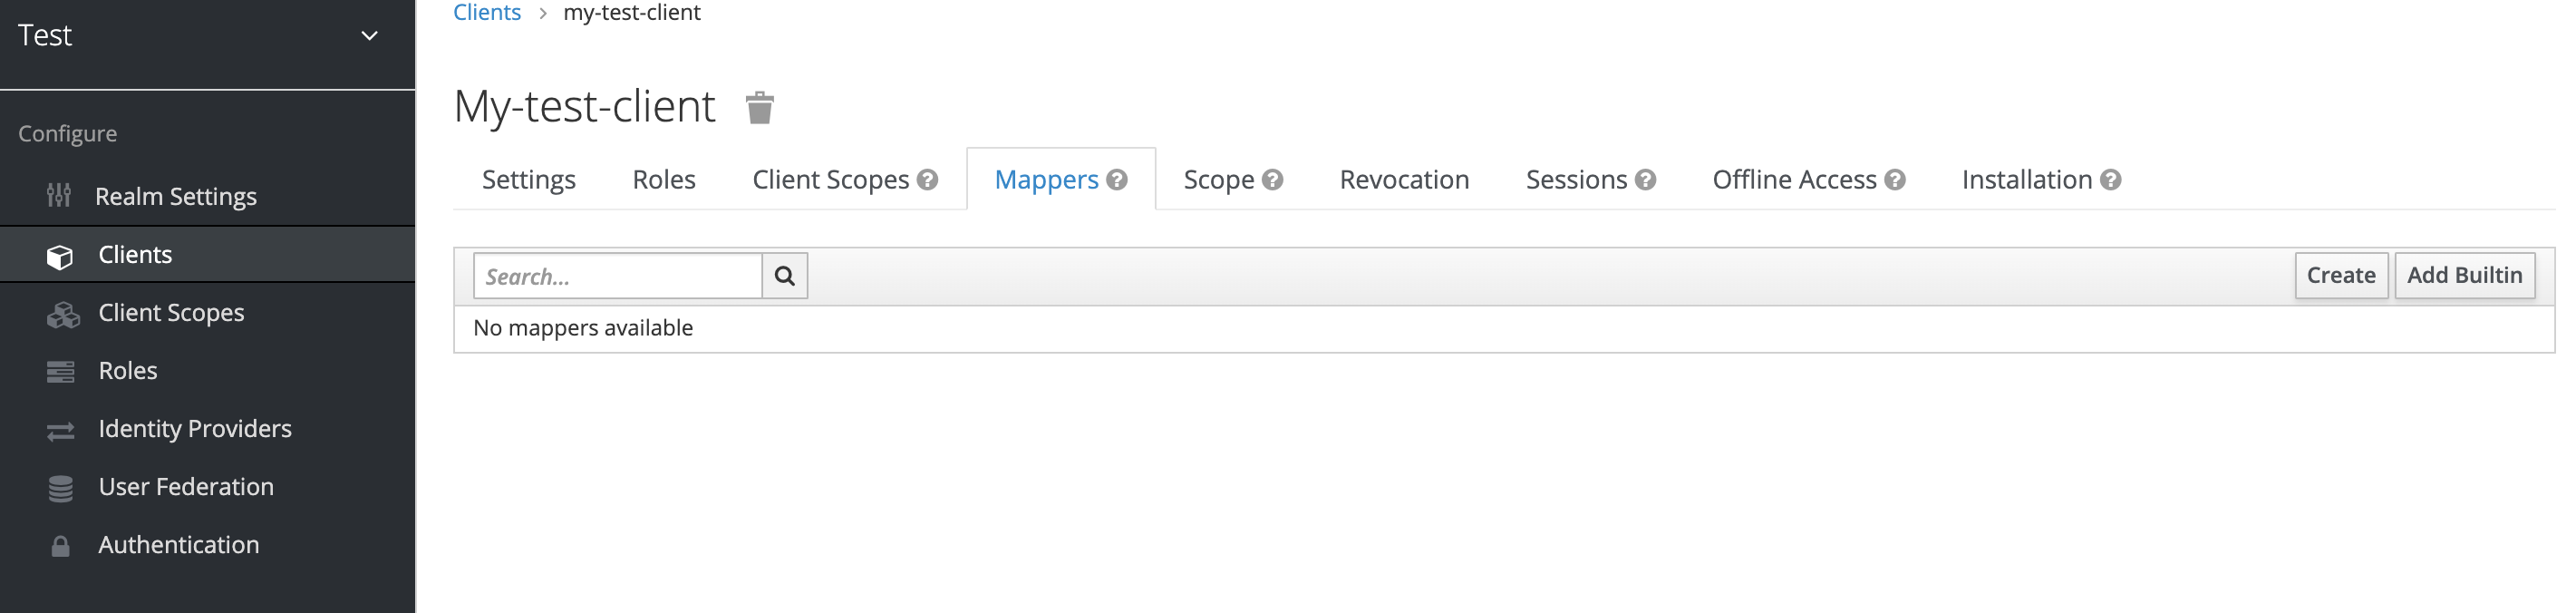 Test
Configure
Realm Settings
Clients
Client Scopes
Roles
Identity Providers
User Federation
Authentication
Clients > my-test-client
My-test-client
Settings Roles Client Scopes Mappers Scope Revocation Sessions Offline Access Installation
Search... Create Add Builtin
No mappers available